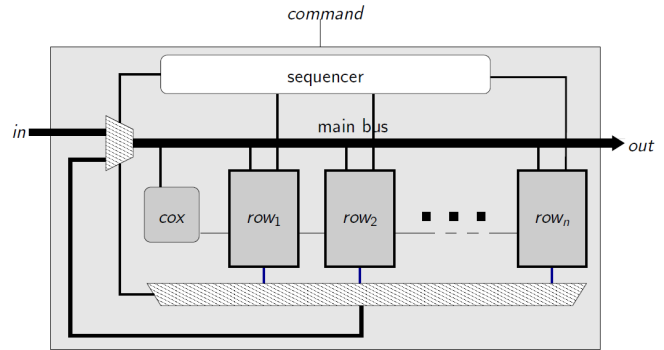 command
sequencer
in
main bus
out
cox
row₁
row₂
rowₙ